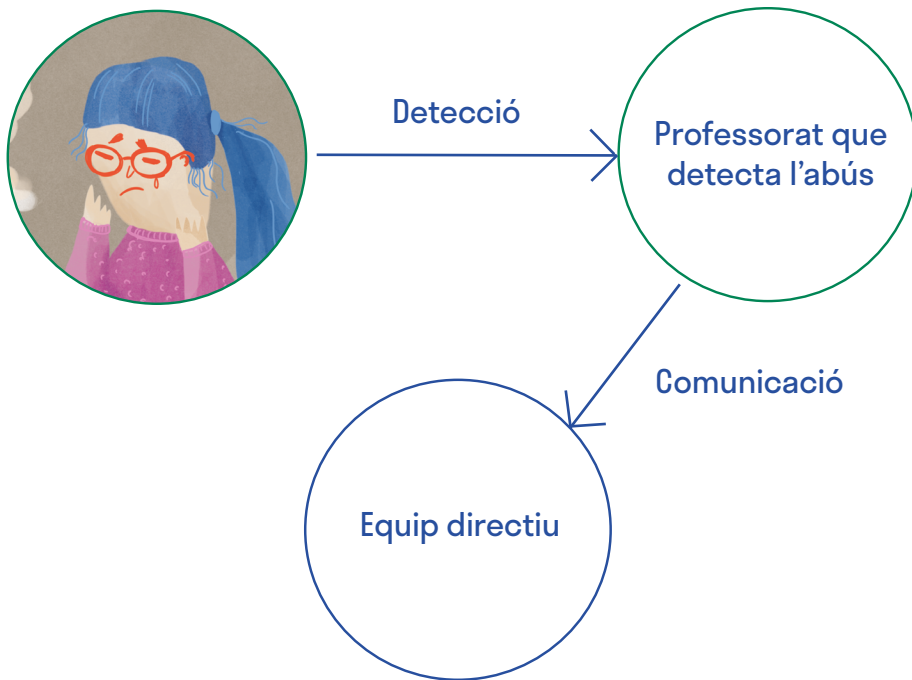 Detecció
Professorat que
detecta l’abús
Comunicació
Equip directiu